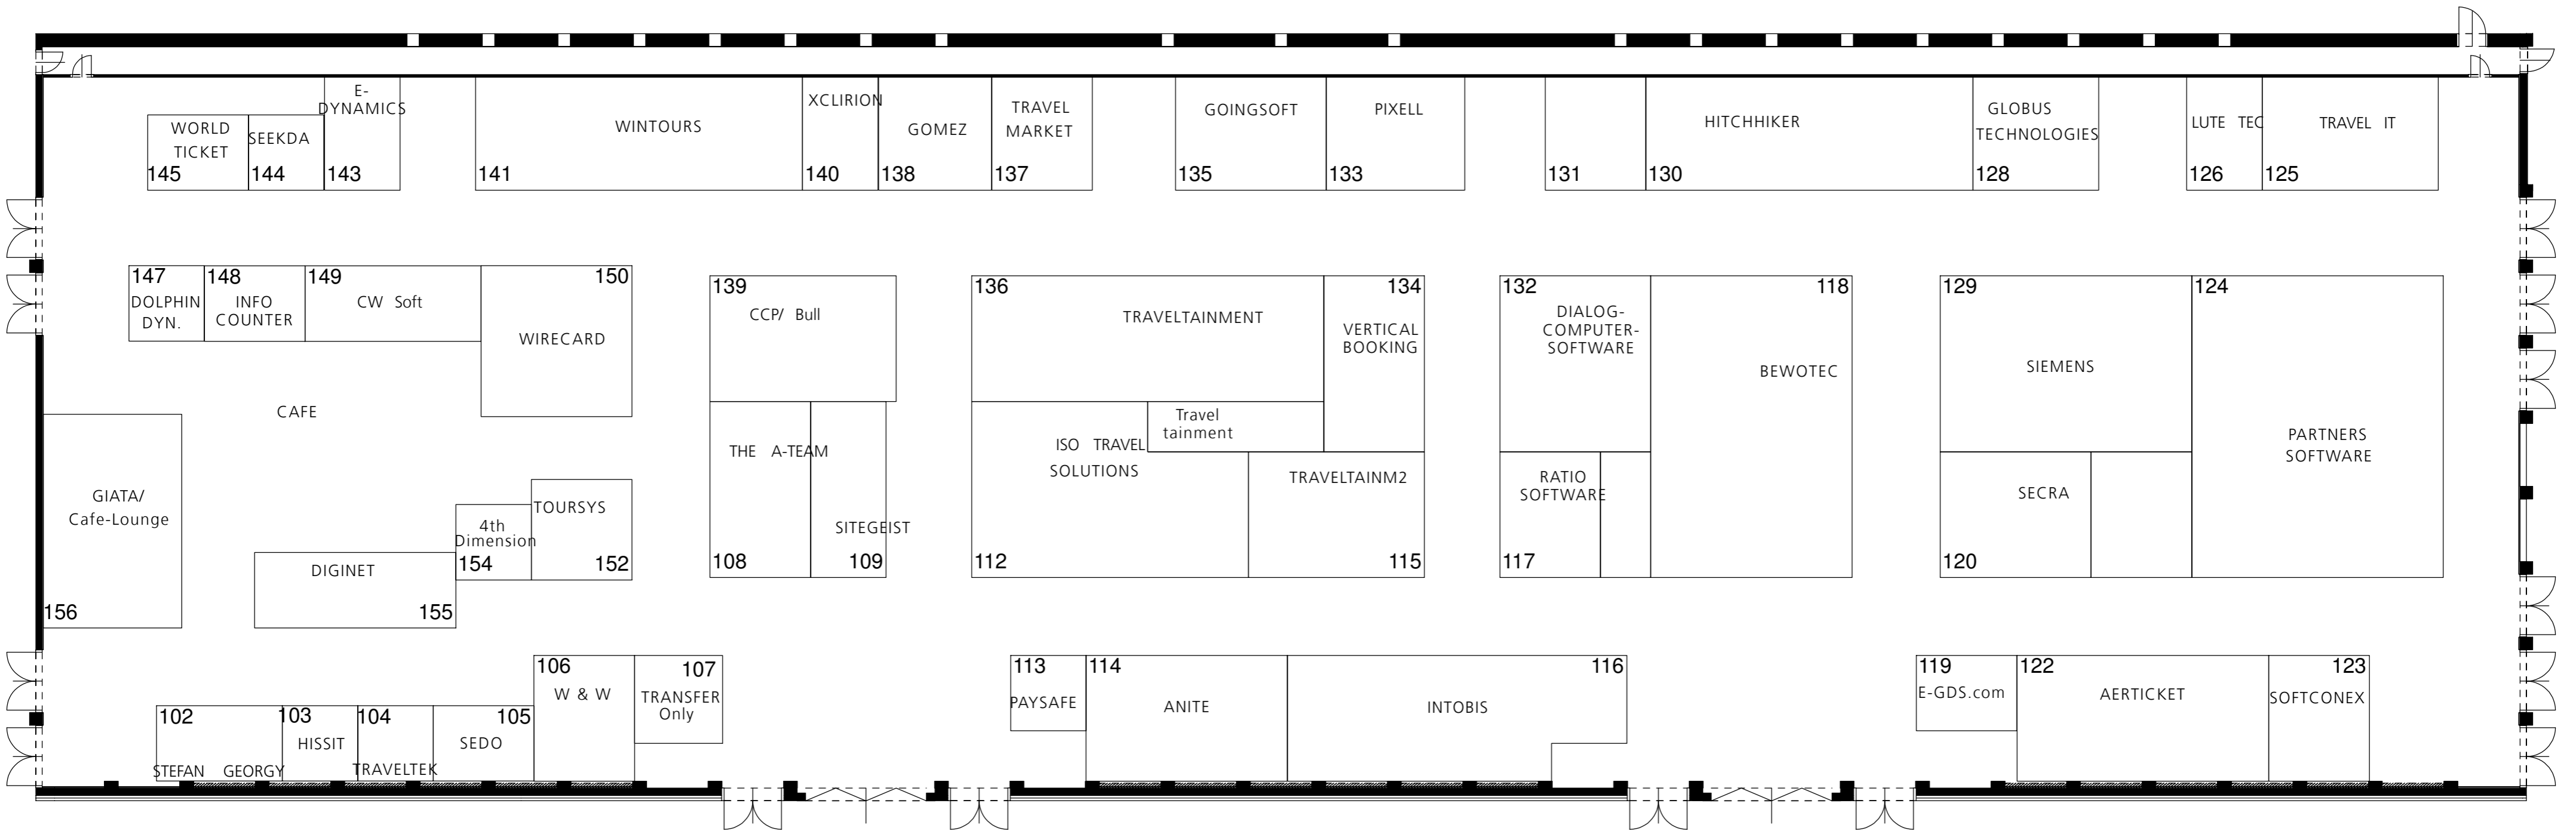 E-
DYNAMICS
143
WORLD
TICKET
145
SEEKDA
144
WINTOURS
141
XCLIRION
140
GOMEZ
138
TRAVEL
MARKET
137
GOINGSOFT
135
PIXELL
133
131
HITCHHIKER
130
GLOBUS
TECHNOLOGIES
128
LUTE TEC
126
TRAVEL IT
125
147
DOLPHIN
DYN.
148
INFO
COUNTER
149
CW Soft
150
WIRECARD
139
CCP/ Bull
136
TRAVELTAINMENT
134
VERTICAL
BOOKING
132
DIALOG-
COMPUTER-
SOFTWARE
118
BEWOTEC
129
SIEMENS
124
PARTNERS
SOFTWARE
CAFE
GIATA/
Cafe-Lounge
156
DIGINET
155
4th
Dimension
154
TOURSYS
152
THE A-TEAM
108
SITEGEIST
109
ISO TRAVEL
SOLUTIONS
112
Travel
tainment
TRAVELTAINM2
115
RATIO
SOFTWARE
117
SECRA
120
102
STEFAN GEORGY
103
HISSIT
104
TRAVELTEK
105
SEDO
106
W & W
107
TRANSFER
Only
113
PAYSAFE
114
ANITE
116
INTOBIS
119
E-GDS.com
122
AERTICKET
123
SOFTCONEX